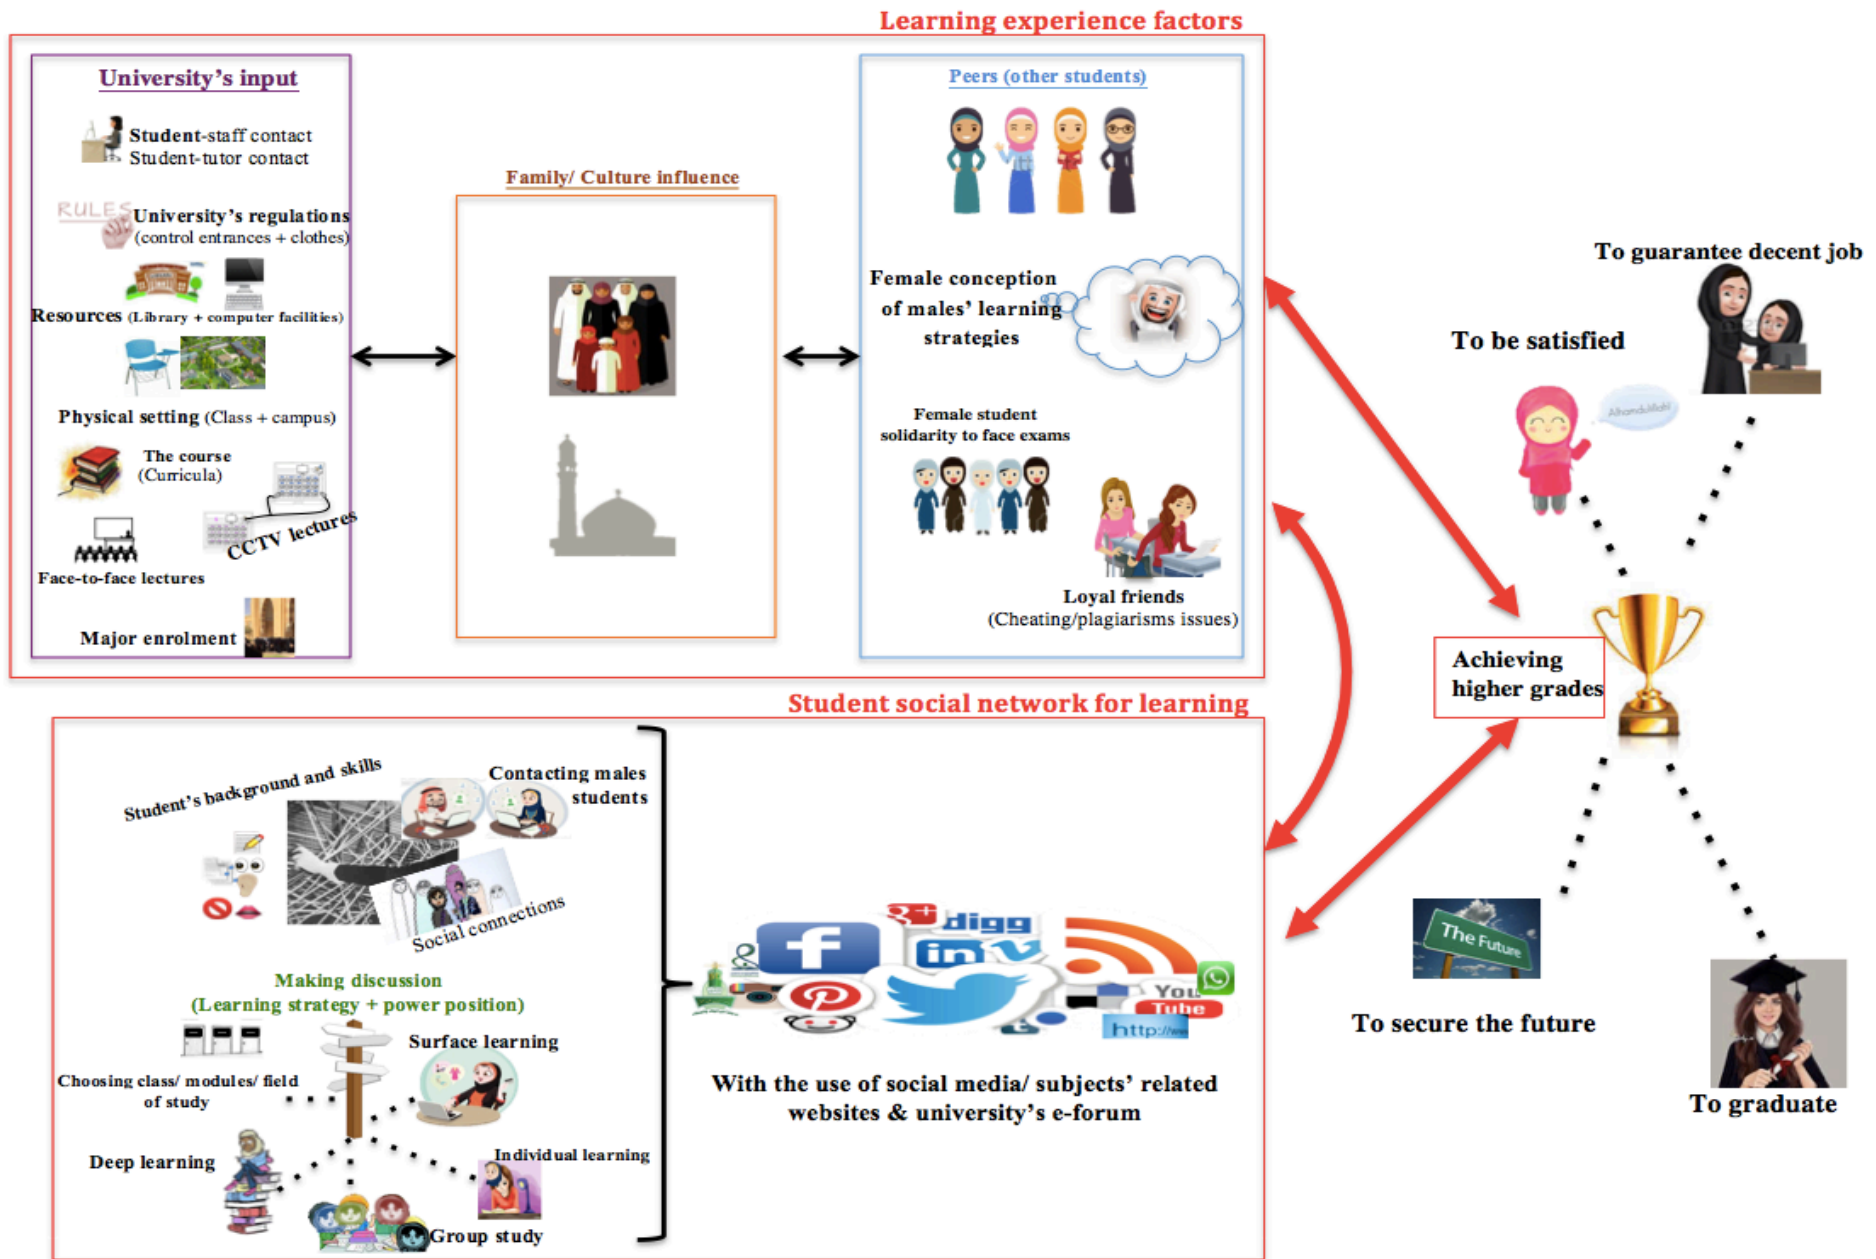 Learning experience factors
University's input
Student-staff contact
Student-tutor contact
RULES
University's regulations
(control entrances + clothes)
Resources (Library + computer facilities)
Physical setting (Class + campus)
The course
(Curricula)
CCTV lectures
Face-to-face lectures
Major enrolment
Family/ Culture influence
Peers (other students)
Female conception
of males' learning
strategies
Female student
solidarity to face exams
Loyal friends
(Cheating/plagiarisms issues)
To guarantee decent job
To be satisfied
Alhamdulillah!
Achieving
higher grades
The Future
To secure the future
To graduate
Student social network for learning
Student's background and skills
Contacting males
students
Social connections
Making discussion
(Learning strategy + power position)
Surface learning
Choosing class/ modules/ field
of study
Deep learning
Individual learning
Group study
g+
digg
f
in
You
Tube
http://
With the use of social media/ subjects' related
websites & university's e-forum